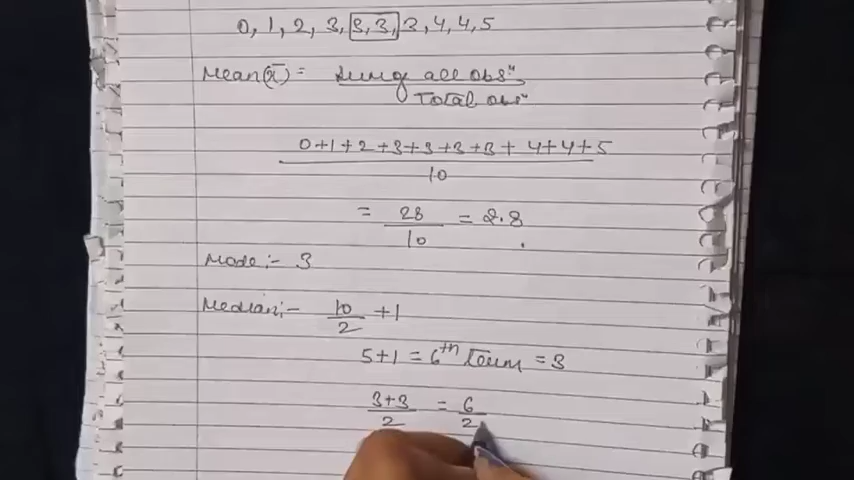 0, 1, 2, 3, 3, 3, 3, 4, 4, 5
Mean (x̄) = Sum of all obsⁿ
Total obsⁿ
0+1+2+3+3+3+3+4+4+5
10
= 28 = 2.8
10
Mode :- 3
Median :- 10 + 1
2
5+1 = 6th Term = 3
3+3 = 6
2 2